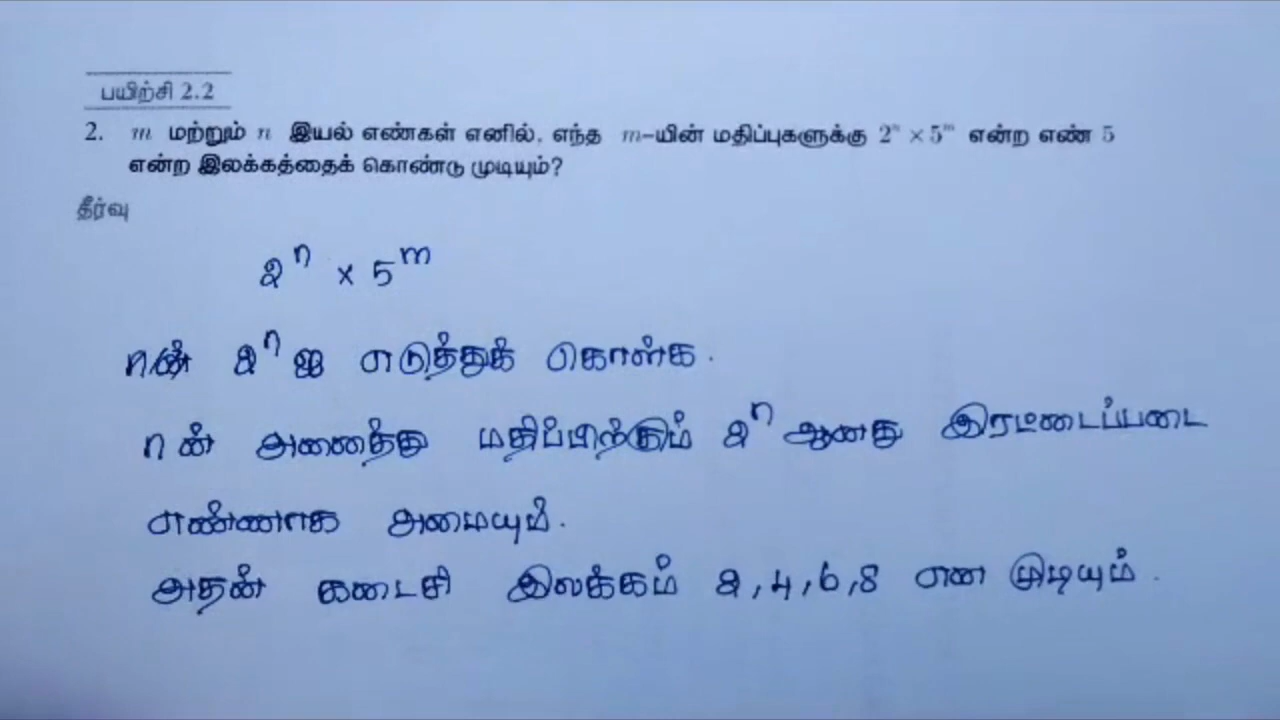 பயிற்சி 2.2
2. m மற்றும் n இயல் எண்கள் எனில், எந்த m-யின் மதிப்புகளுக்கு 2ⁿ × 5ᵐ என்ற எண் 5
என்ற இலக்கத்தைக் கொண்டு முடியும்?
தீர்வு
2ⁿ × 5ᵐ
2ⁿ ஐ எடுத்துக் கொள்க.
n ன் அனைத்து மதிப்பிற்கும் 2ⁿ ஆனது இரட்டைப்படை
எண்ணாக அமையும்.
அதன் கடைசி இலக்கம் 2,4,6,8 என முடியும்.